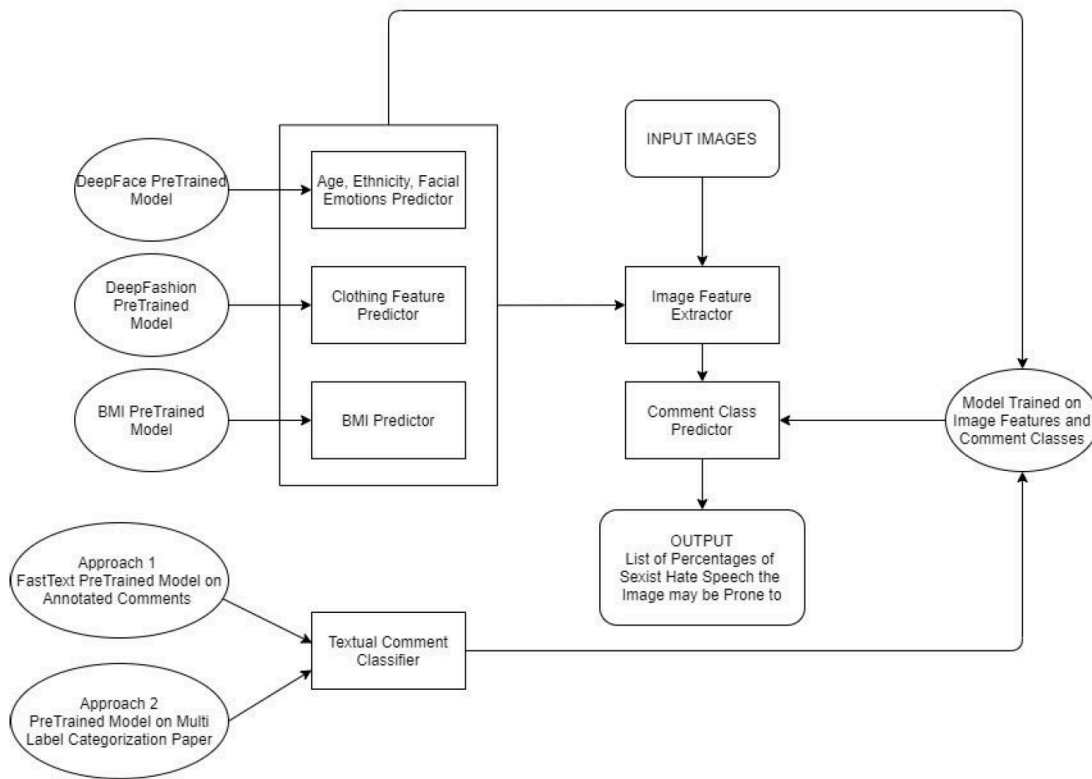 INPUT IMAGES
DeepFace PreTrained
Model
Age, Ethnicity, Facial
Emotions Predictor
DeepFashion
PreTrained
Model
Clothing Feature
Predictor
Image Feature
Extractor
BMI PreTrained
Model
BMI Predictor
Comment Class
Predictor
Model Trained on
Image Features and
Comment Classes
OUTPUT
List of Percentages of
Sexist Hate Speech the
Image may be Prone to
Approach 1
FastText PreTrained Model on
Annotated Comments
Textual Comment
Classifier
Approach 2
PreTrained Model on Multi
Label Categorization Paper